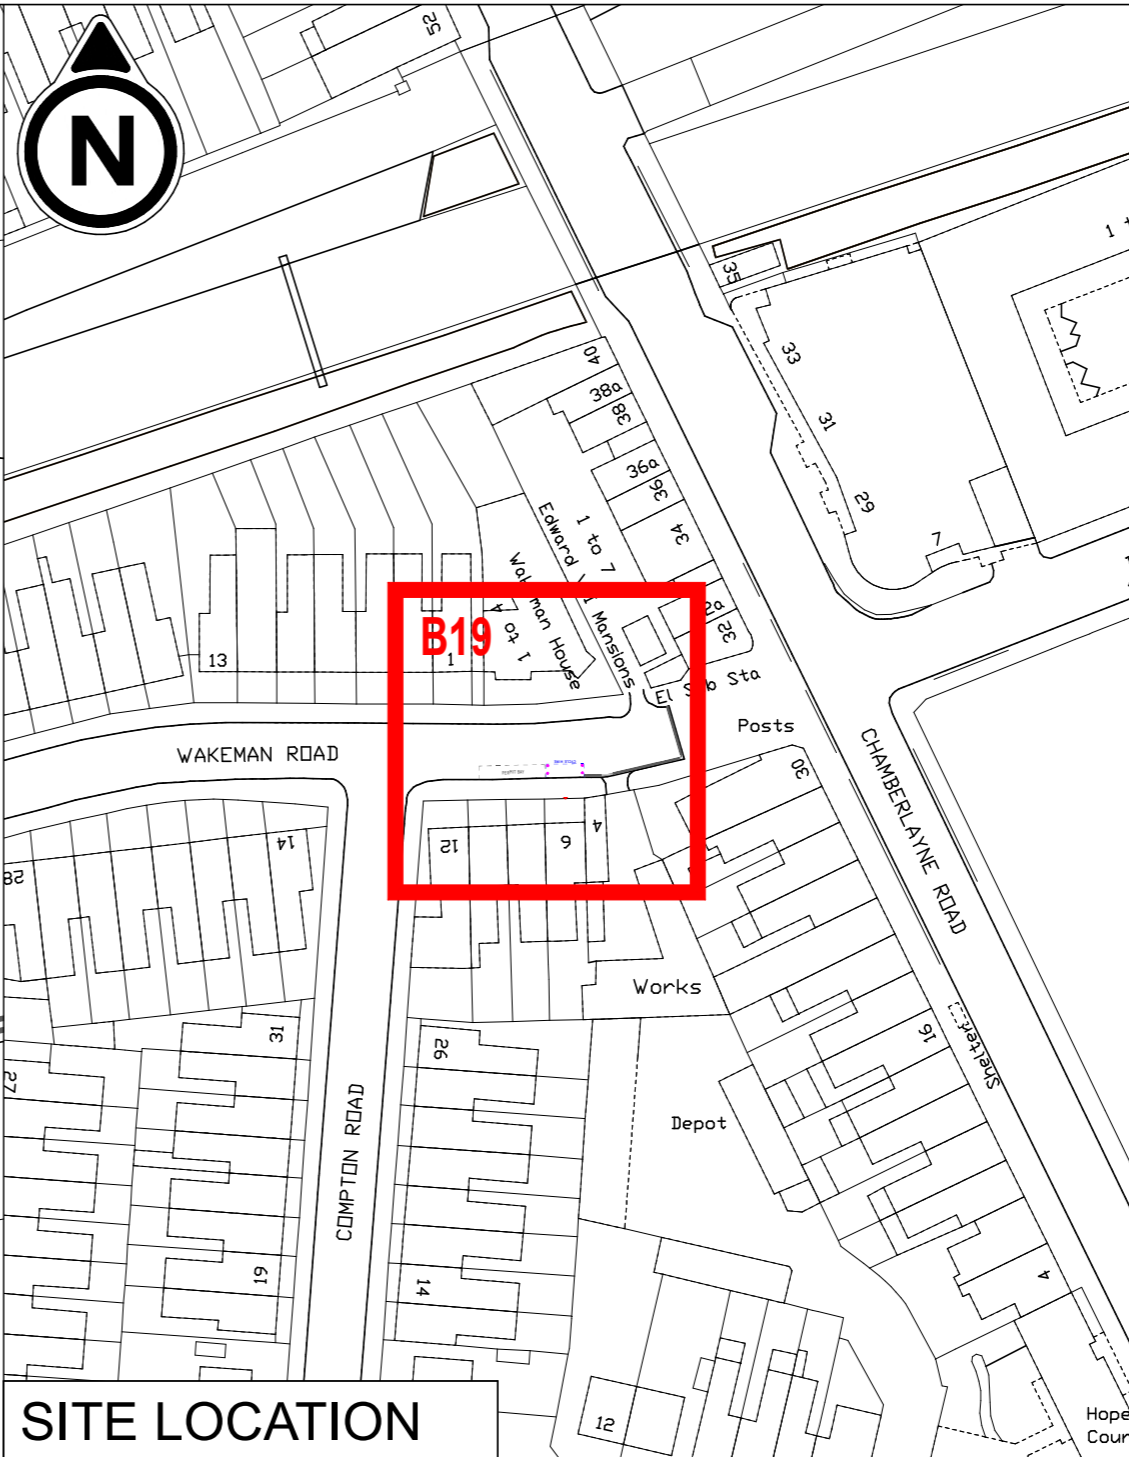 52
N
1 t
35
40
33
38a
38
31
36a
36
29
34
Edward VII Mansions
1 to 7
7
Wakeman House
1 to 4
32
B19
1
13
El Sub Sta
Posts
WAKEMAN ROAD
CHAMBERLAYNE ROAD
30
14
12
6
4
28
Works
31
26
16
Shelter
27
Depot
COMPTON ROAD
19
14
4
12
Hope
Cour
SITE LOCATION